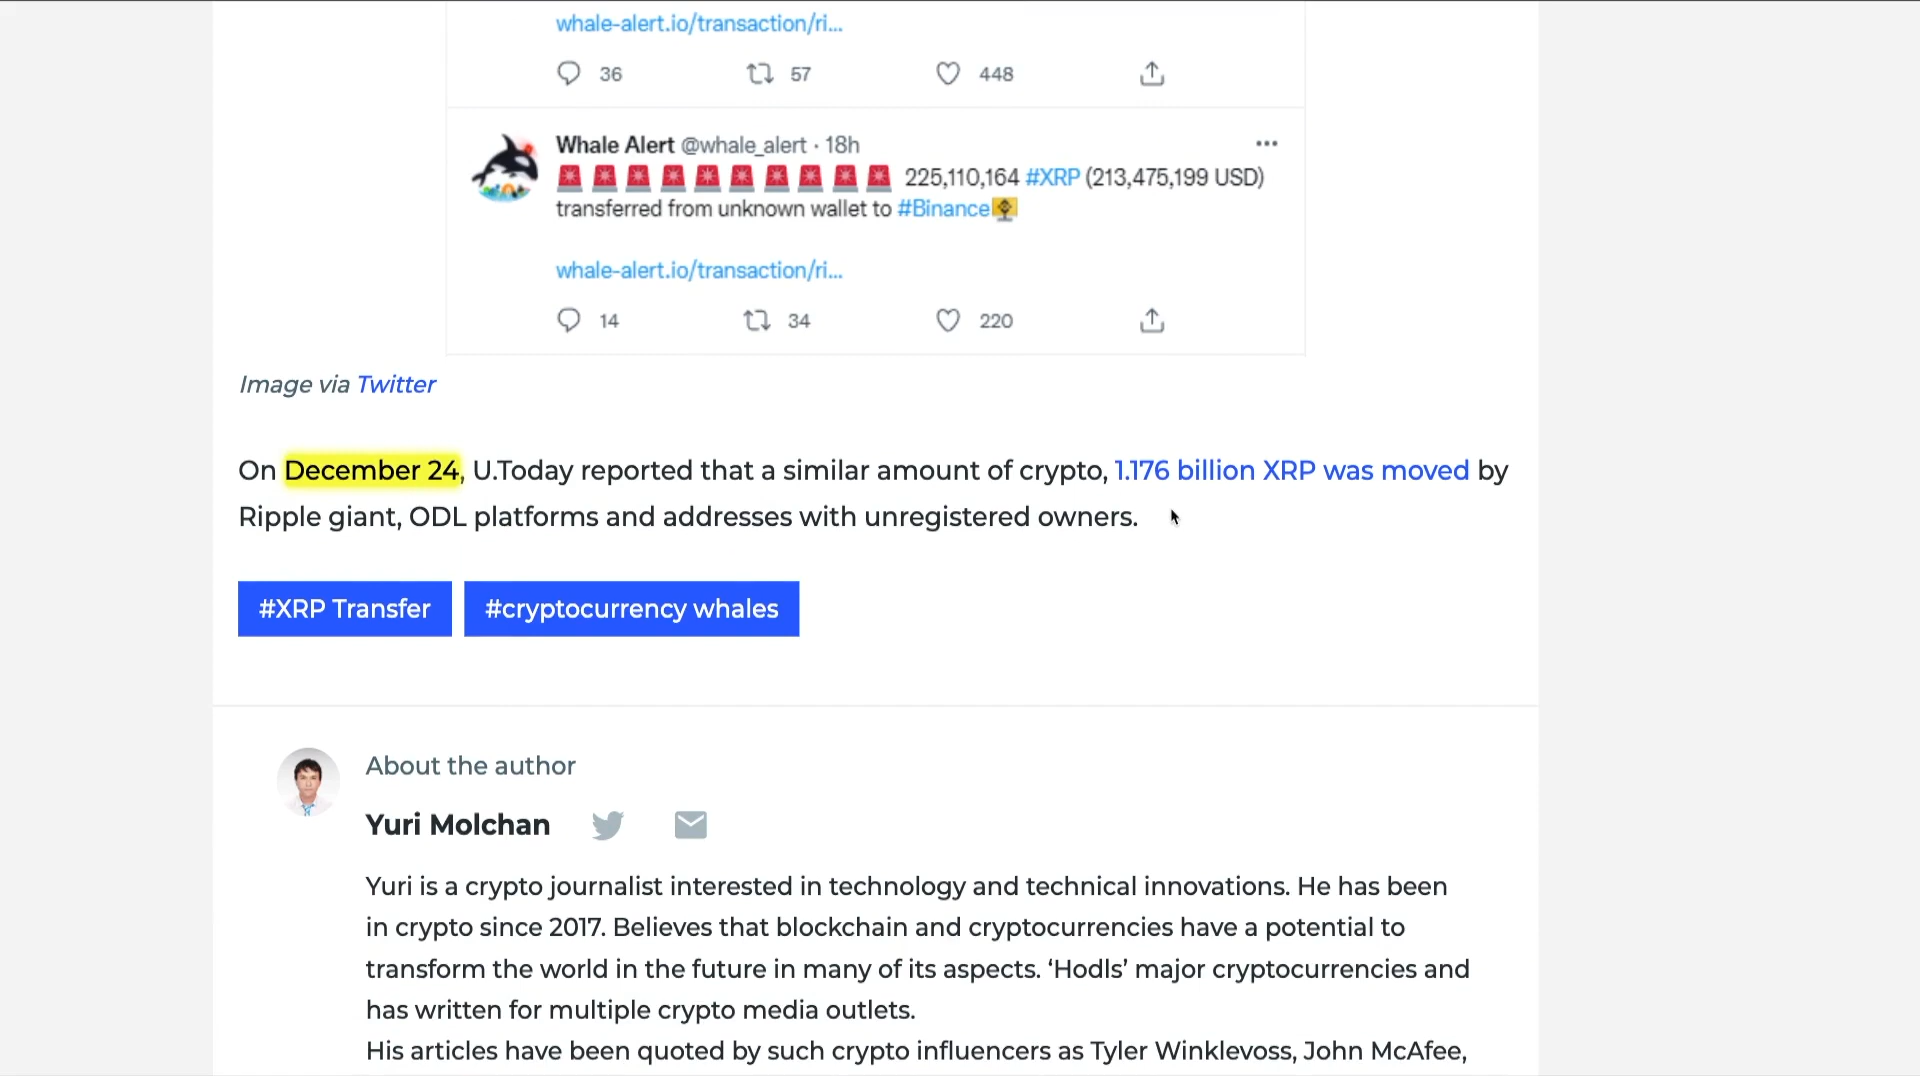 whale-alert.io/transaction/ri...
36 57 448
Whale Alert @whale_alert · 18h
225,110,164 #XRP (213,475,199 USD)
transferred from unknown wallet to #Binance
whale-alert.io/transaction/ri...
14 34 220
Image via Twitter
On December 24, U.Today reported that a similar amount of crypto, 1.176 billion XRP was moved by
Ripple giant, ODL platforms and addresses with unregistered owners.
#XRP Transfer #cryptocurrency whales
About the author
Yuri Molchan
Yuri is a crypto journalist interested in technology and technical innovations. He has been
in crypto since 2017. Believes that blockchain and cryptocurrencies have a potential to
transform the world in the future in many of its aspects. ‘Hodls’ major cryptocurrencies and
has written for multiple crypto media outlets.
His articles have been quoted by such crypto influencers as Tyler Winklevoss, John McAfee,